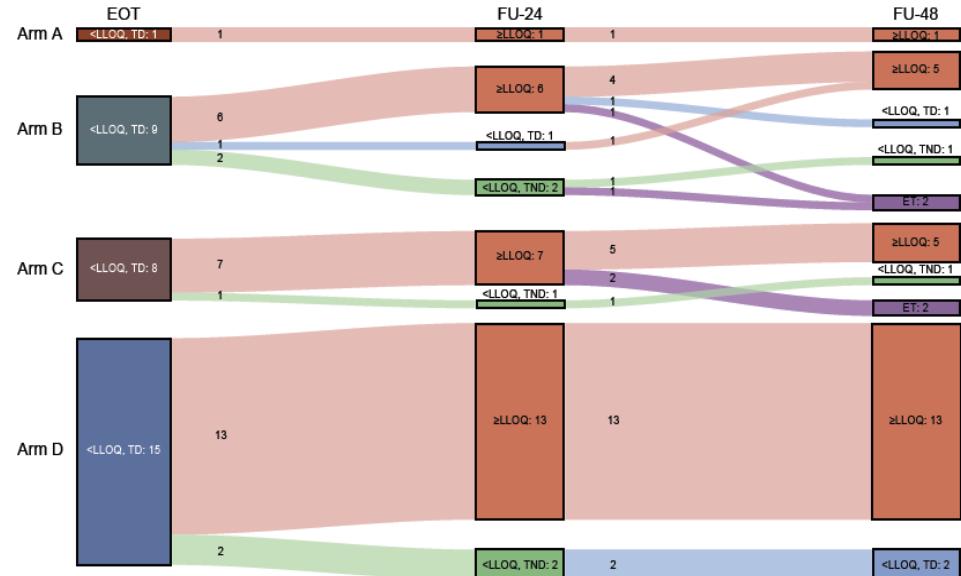 EOT FU-24 FU-48
Arm A <LLOQ, TD: 1 1 ≥LLOQ: 1 1 ≥LLOQ: 1
≥LLOQ: 5
≥LLOQ: 6 4
1
1
<LLOQ, TD: 1
Arm B <LLOQ, TD: 9 6
1 <LLOQ, TD: 1 1
2
<LLOQ, TND: 1
<LLOQ, TND: 2 1
1
ET: 2
≥LLOQ: 5
Arm C <LLOQ, TD: 8 7 ≥LLOQ: 7 5
2
<LLOQ, TND: 1
1 <LLOQ, TND: 1 1
ET: 2
Arm D <LLOQ, TD: 15 13 ≥LLOQ: 13 13 ≥LLOQ: 13
2 <LLOQ, TND: 2 2 <LLOQ, TD: 2